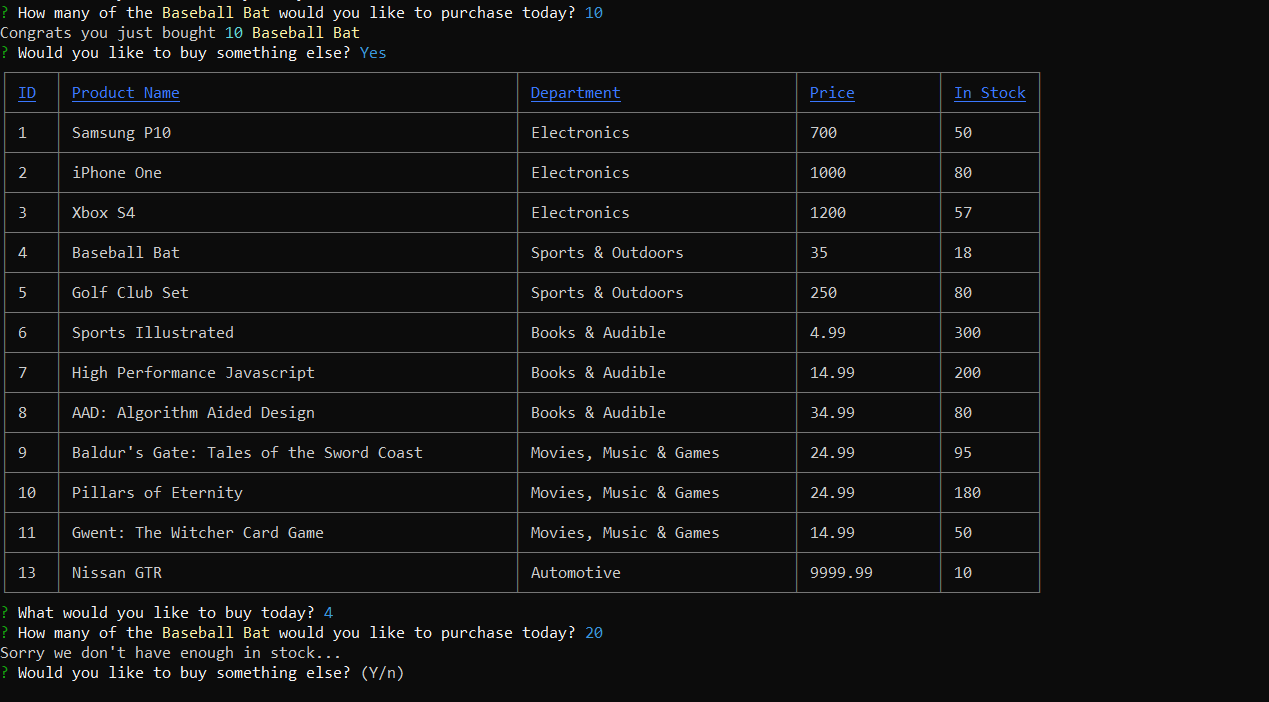 ? How many of the Baseball Bat would you like to purchase today? 10
Congrats you just bought 10 Baseball Bat
? Would you like to buy something else? Yes
ID Product Name Department Price In Stock
1 Samsung P10 Electronics 700 50
2 iPhone One Electronics 1000 80
3 Xbox S4 Electronics 1200 57
4 Baseball Bat Sports & Outdoors 35 18
5 Golf Club Set Sports & Outdoors 250 80
6 Sports Illustrated Books & Audible 4.99 300
7 High Performance Javascript Books & Audible 14.99 200
8 AAD: Algorithm Aided Design Books & Audible 34.99 80
9 Baldur's Gate: Tales of the Sword Coast Movies, Music & Games 24.99 95
10 Pillars of Eternity Movies, Music & Games 24.99 180
11 Gwent: The Witcher Card Game Movies, Music & Games 14.99 50
13 Nissan GTR Automotive 9999.99 10
? What would you like to buy today? 4
? How many of the Baseball Bat would you like to purchase today? 20
Sorry we don't have enough in stock...
? Would you like to buy something else? (Y/n)